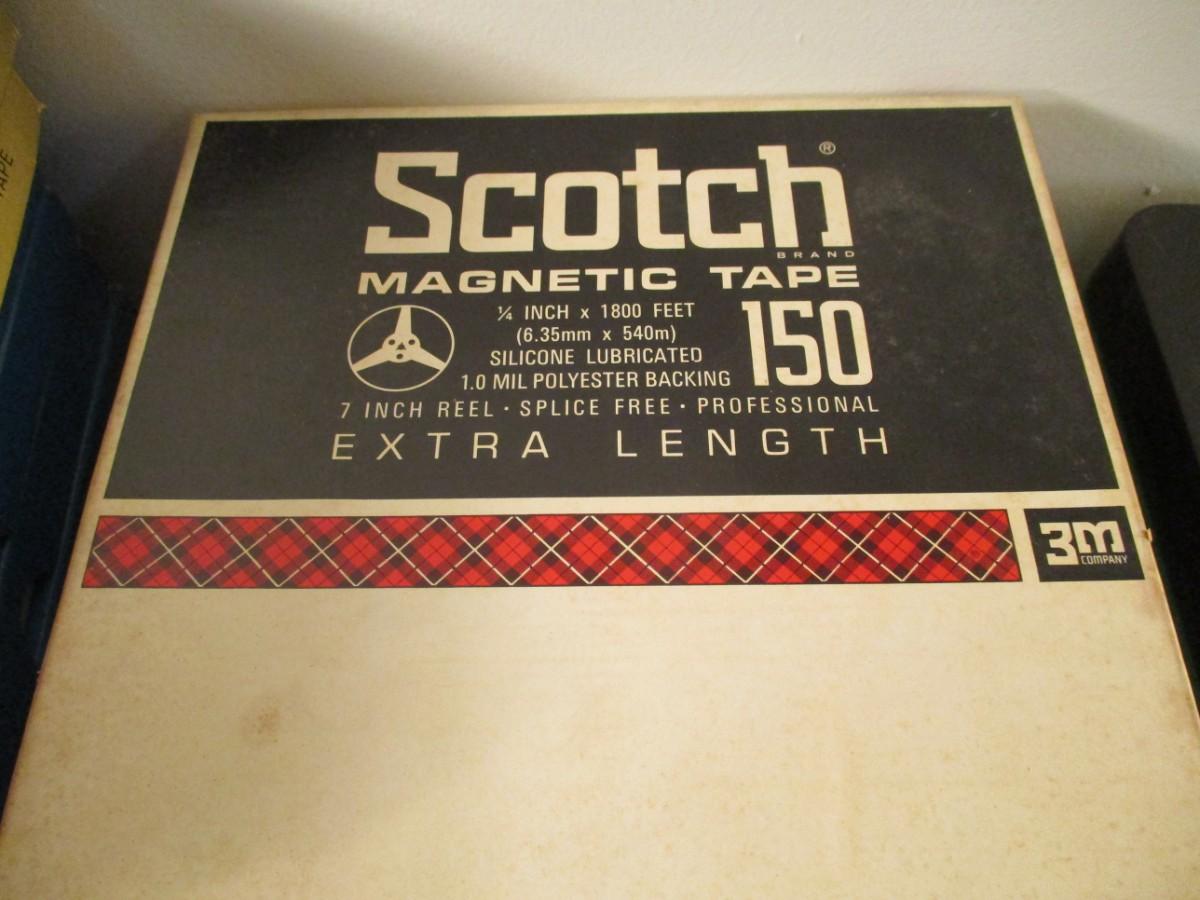 TAPE
Scotch®
BRAND
MAGNETIC TAPE
¼ INCH x 1800 FEET
(6.35mm x 540m)
SILICONE LUBRICATED
1.0 MIL POLYESTER BACKING
150
7 INCH REEL · SPLICE FREE · PROFESSIONAL
EXTRA LENGTH
3M
COMPANY